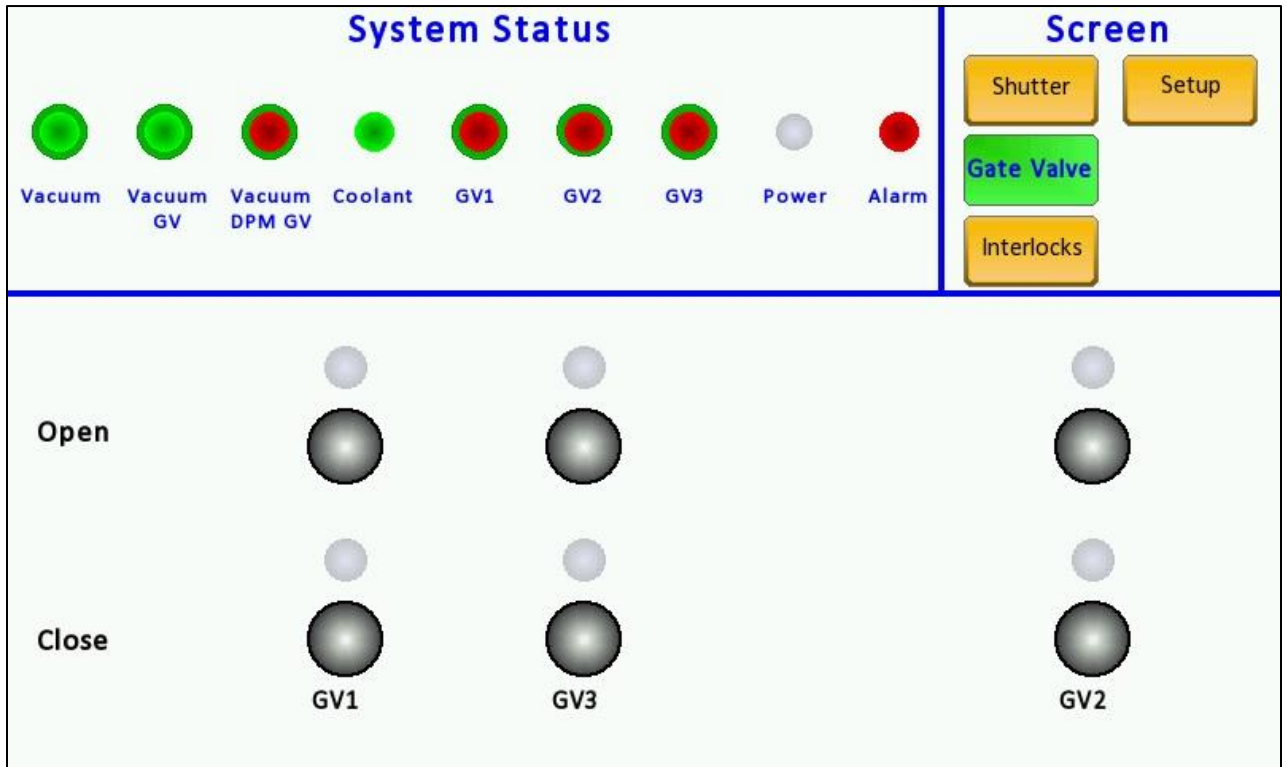 System Status
Vacuum
Vacuum
GV
Vacuum
DPM GV
Coolant
GV1
GV2
GV3
Power
Alarm
Screen
Shutter
Setup
Gate Valve
Interlocks
Open
Close
GV1
GV3
GV2